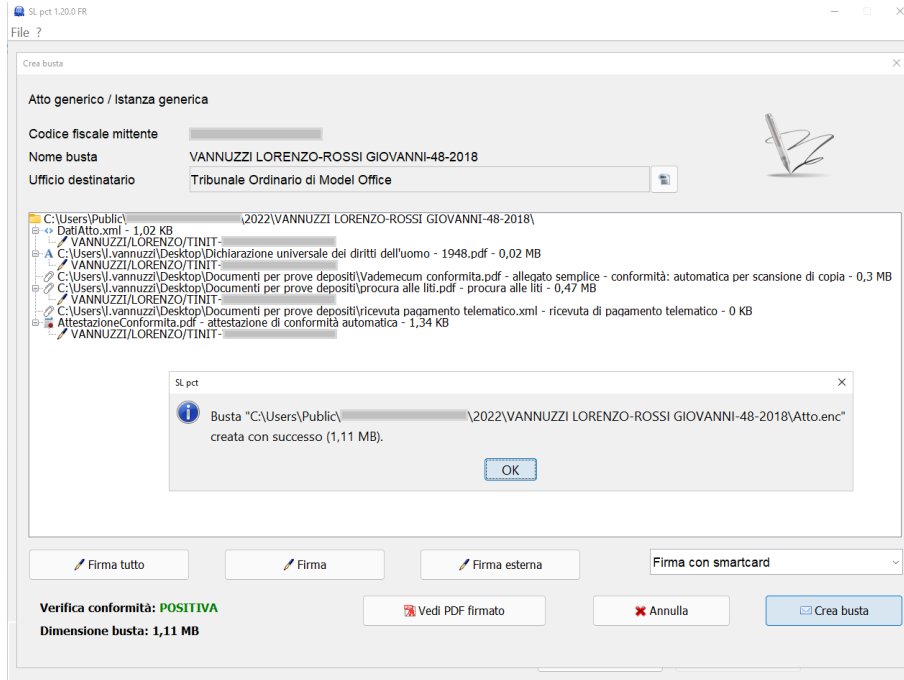 SL pct 1.20.0 FR
File ?
Crea busta
Atto generico / Istanza generica
Codice fiscale mittente
Nome busta VANNUZZI LORENZO-ROSSI GIOVANNI-48-2018
Ufficio destinatario Tribunale Ordinario di Model Office
C:\Users\Public\ \2022\VANNUZZI LORENZO-ROSSI GIOVANNI-48-2018\
DatiAtto.xml - 1,02 KB
VANNUZZI/LORENZO/TINIT-
C:\Users\l.vannuzzi\Desktop\Dichiarazione universale dei diritti dell'uomo - 1948.pdf - 0,02 MB
VANNUZZI/LORENZO/TINIT-
C:\Users\l.vannuzzi\Desktop\Documenti per prove depositi\Vademecum conformita.pdf - allegato semplice - conformità: automatica per scansione di copia - 0,3 MB
C:\Users\l.vannuzzi\Desktop\Documenti per prove depositi\procura alle liti.pdf - procura alle liti - 0,47 MB
VANNUZZI/LORENZO/TINIT-
C:\Users\l.vannuzzi\Desktop\Documenti per prove depositi\ricevuta pagamento telematico.xml - ricevuta di pagamento telematico - 0 KB
AttestazioneConformita.pdf - attestazione di conformità automatica - 1,34 KB
VANNUZZI/LORENZO/TINIT-
SL pct
Busta "C:\Users\Public\ \2022\VANNUZZI LORENZO-ROSSI GIOVANNI-48-2018\Atto.enc"
creata con successo (1,11 MB).
OK
Firma tutto Firma Firma esterna Firma con smartcard
Verifica conformità: POSITIVA Vedi PDF firmato Annulla Crea busta
Dimensione busta: 1,11 MB